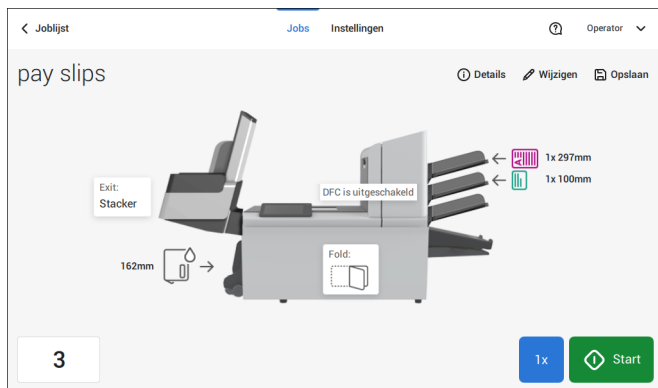 Joblijst
Jobs
Instellingen
Operator
pay slips
Details
Wijzigen
Opslaan
1x 297mm
1x 100mm
DFC is uitgeschakeld
Exit:
Stacker
Fold:
162mm
3
1x
Start